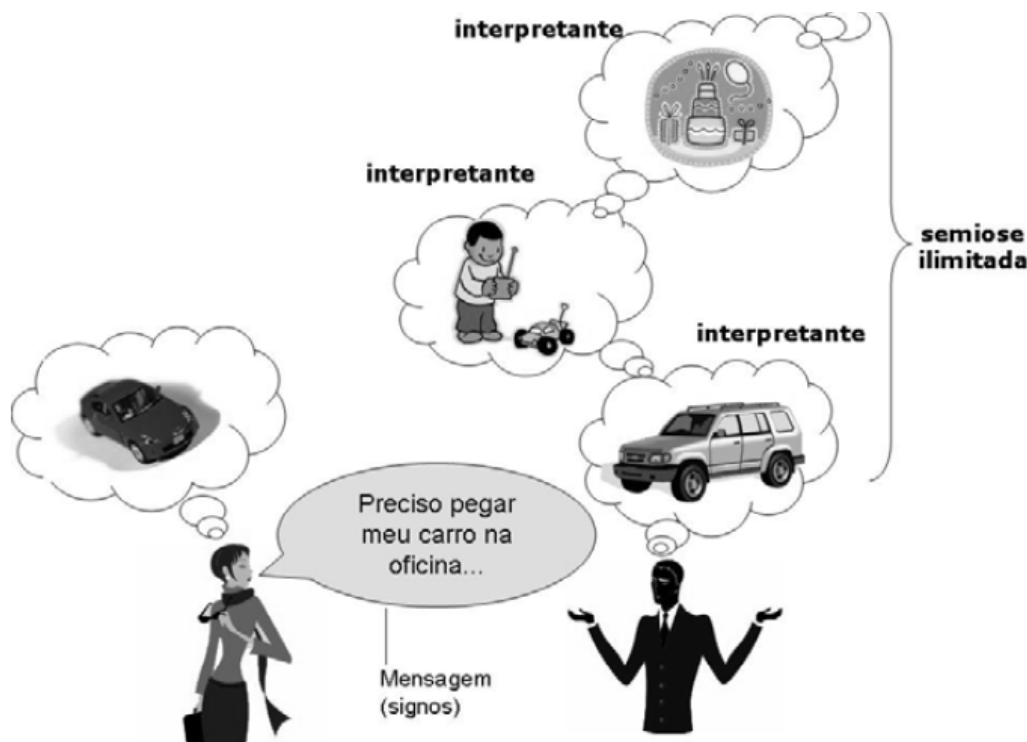 interpretante
interpretante
semiose
ilimitada
interpretante
Preciso pegar
meu carro na
oficina...
Mensagem
(signos)